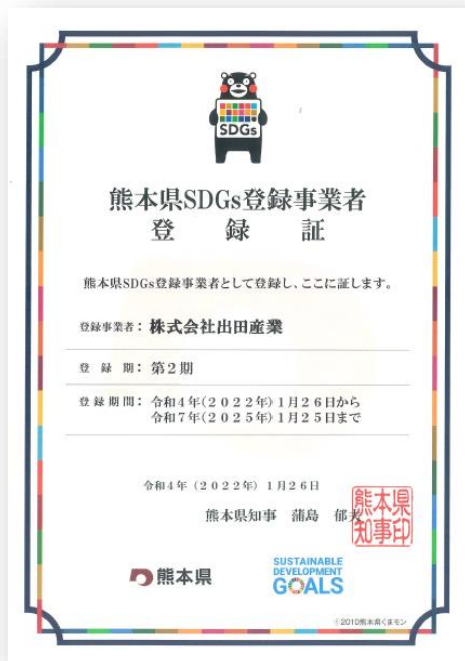 SDGs
熊本県SDGs登録事業者
登 録 証
熊本県SDGs登録事業者として登録し、ここに証します。
登録事業者：株式会社出田産業
登 録 期：第2期
登録期間：令和4年(2022年)1月26日から
令和7年(2025年)1月25日まで
令和4年（2022年）1月26日
熊本県知事 蒲島 郁夫
熊本県
知事印
熊本県
SUSTAINABLE
DEVELOPMENT
GOALS
©2010熊本県くまモン